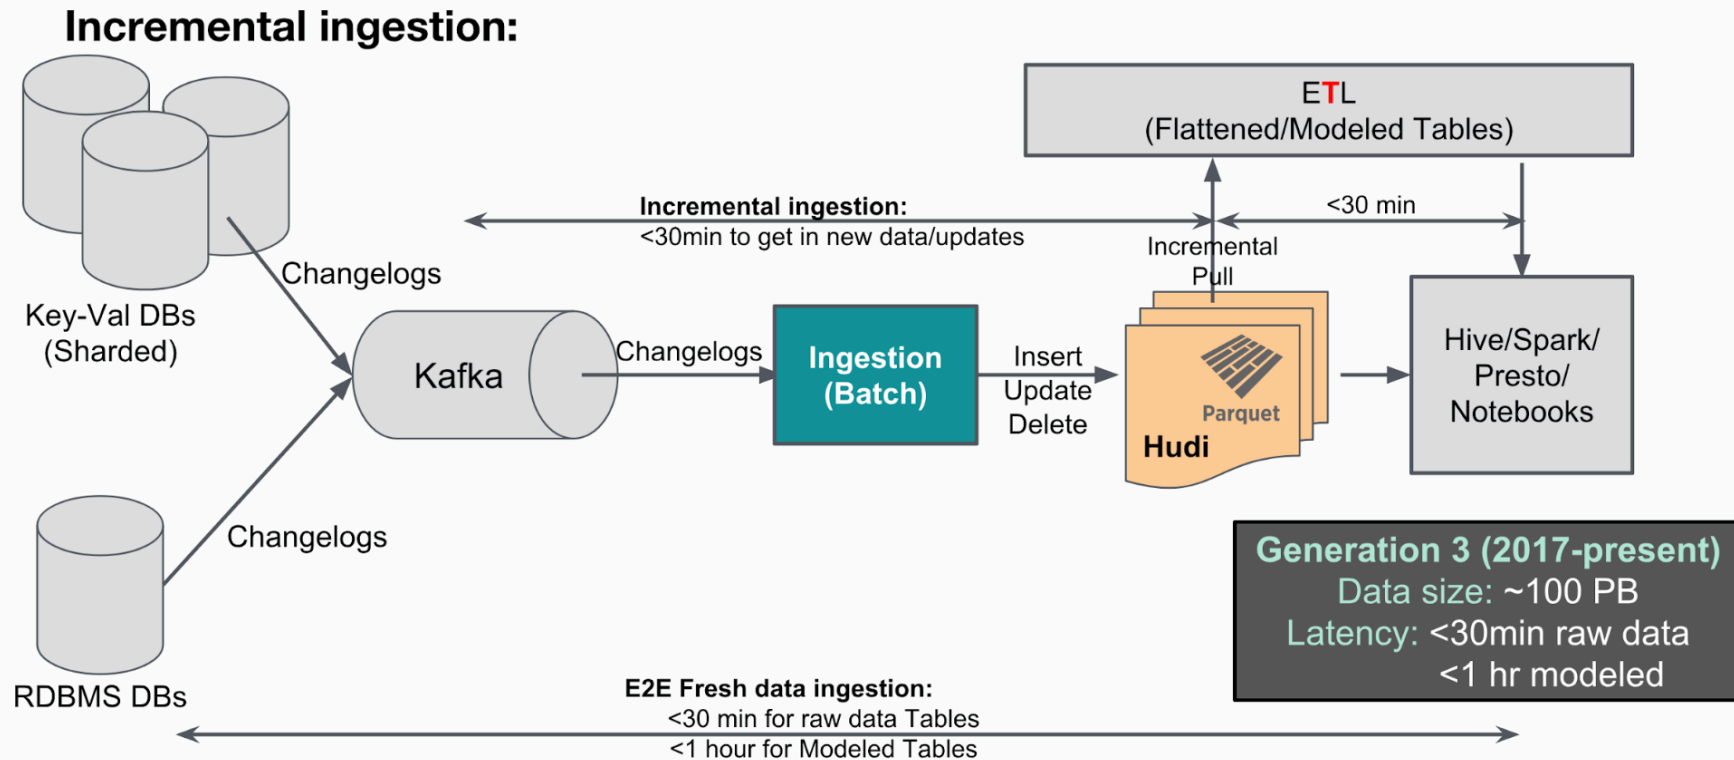 Incremental ingestion:
ETL
(Flattened/Modeled Tables)
Incremental ingestion:
<30min to get in new data/updates
<30 min
Incremental
Pull
Changelogs
Key-Val DBs
(Sharded)
Kafka
Changelogs
Ingestion
(Batch)
Insert
Update
Delete
Parquet
Hudi
Hive/Spark/
Presto/
Notebooks
Changelogs
RDBMS DBs
Generation 3 (2017-present)
Data size: ~100 PB
Latency: <30min raw data
<1 hr modeled
E2E Fresh data ingestion:
<30 min for raw data Tables
<1 hour for Modeled Tables